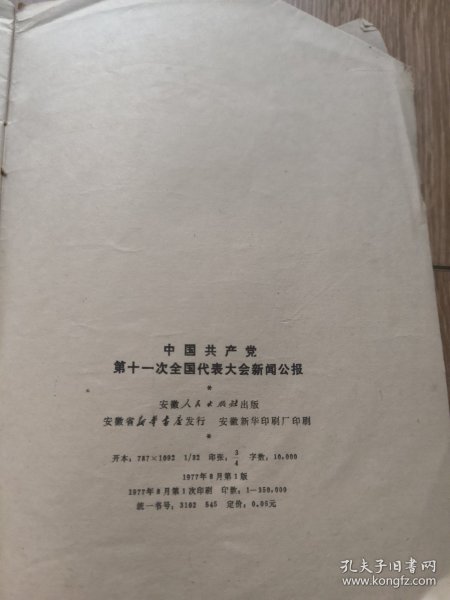 中国共产党
第十一次全国代表大会新闻公报
*
安徽人民出版社出版
安徽省新华书店发行 安徽新华印刷厂印刷
*
开本：787×1092 1/32 印张：3/4 字数：10,000
1977年8月第1版
1977年8月第1次印刷 印数：1—950,000
统一书号：3102·545 定价：0.06元
孔夫子旧书网
www.kongfz.com